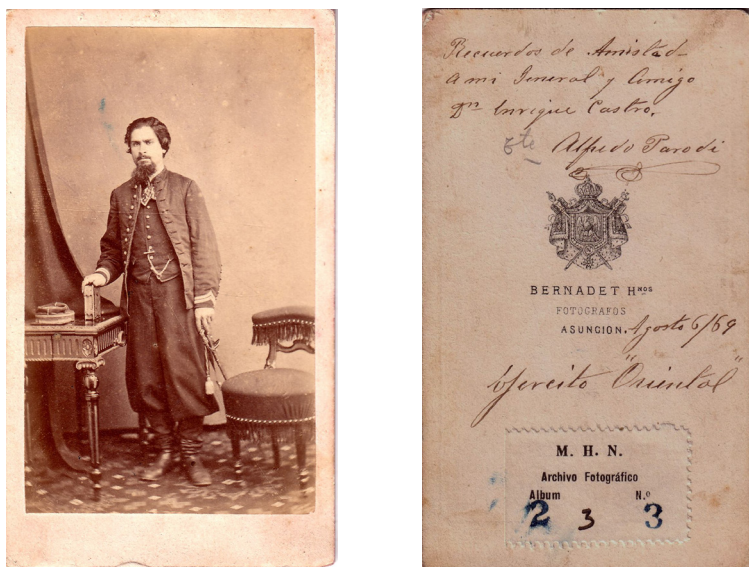 Recuerdos de Amistad
A mi General y Amigo
Dn Enrique Castro,
Tte Alfredo Parodi
BERNADET HNOS
FOTOGRAFOS
ASUNCION. Agosto 6/69
Ejercito "Oriental"
M. H. N.
Archivo Fotográfico
Album N.º
2 3 3